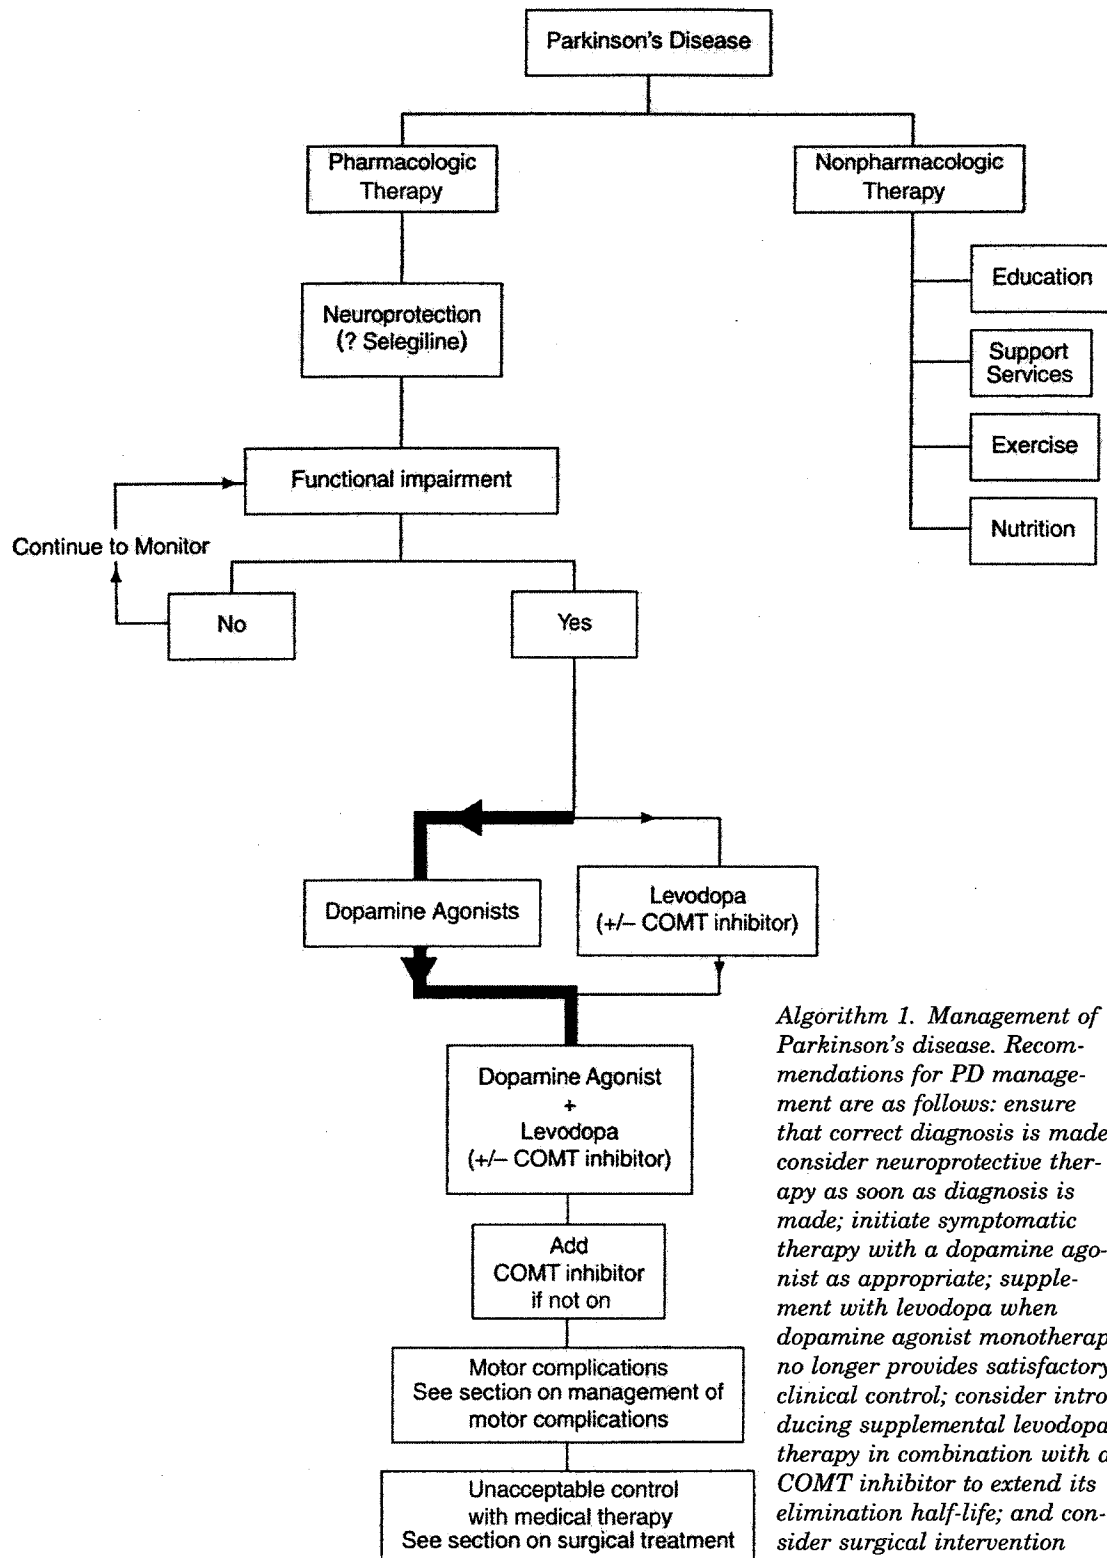 Parkinson's Disease
Pharmacologic
Therapy
Nonpharmacologic
Therapy
Neuroprotection
(? Selegiline)
Education
Support
Services
Exercise
Nutrition
Functional impairment
Continue to Monitor
No
Yes
Dopamine Agonists
Levodopa
(+/– COMT inhibitor)
Dopamine Agonist
+
Levodopa
(+/– COMT inhibitor)
Add
COMT inhibitor
if not on
Motor complications
See section on management of
motor complications
Unacceptable control
with medical therapy
See section on surgical treatment
Algorithm 1. Management of
Parkinson's disease. Recom-
mendations for PD manage-
ment are as follows: ensure
that correct diagnosis is made
consider neuroprotective ther-
apy as soon as diagnosis is
made; initiate symptomatic
therapy with a dopamine ago-
nist as appropriate; supple-
ment with levodopa when
dopamine agonist monotherap
no longer provides satisfactory
clinical control; consider intro
ducing supplemental levodopa
therapy in combination with a
COMT inhibitor to extend its
elimination half-life; and con-
sider surgical intervention